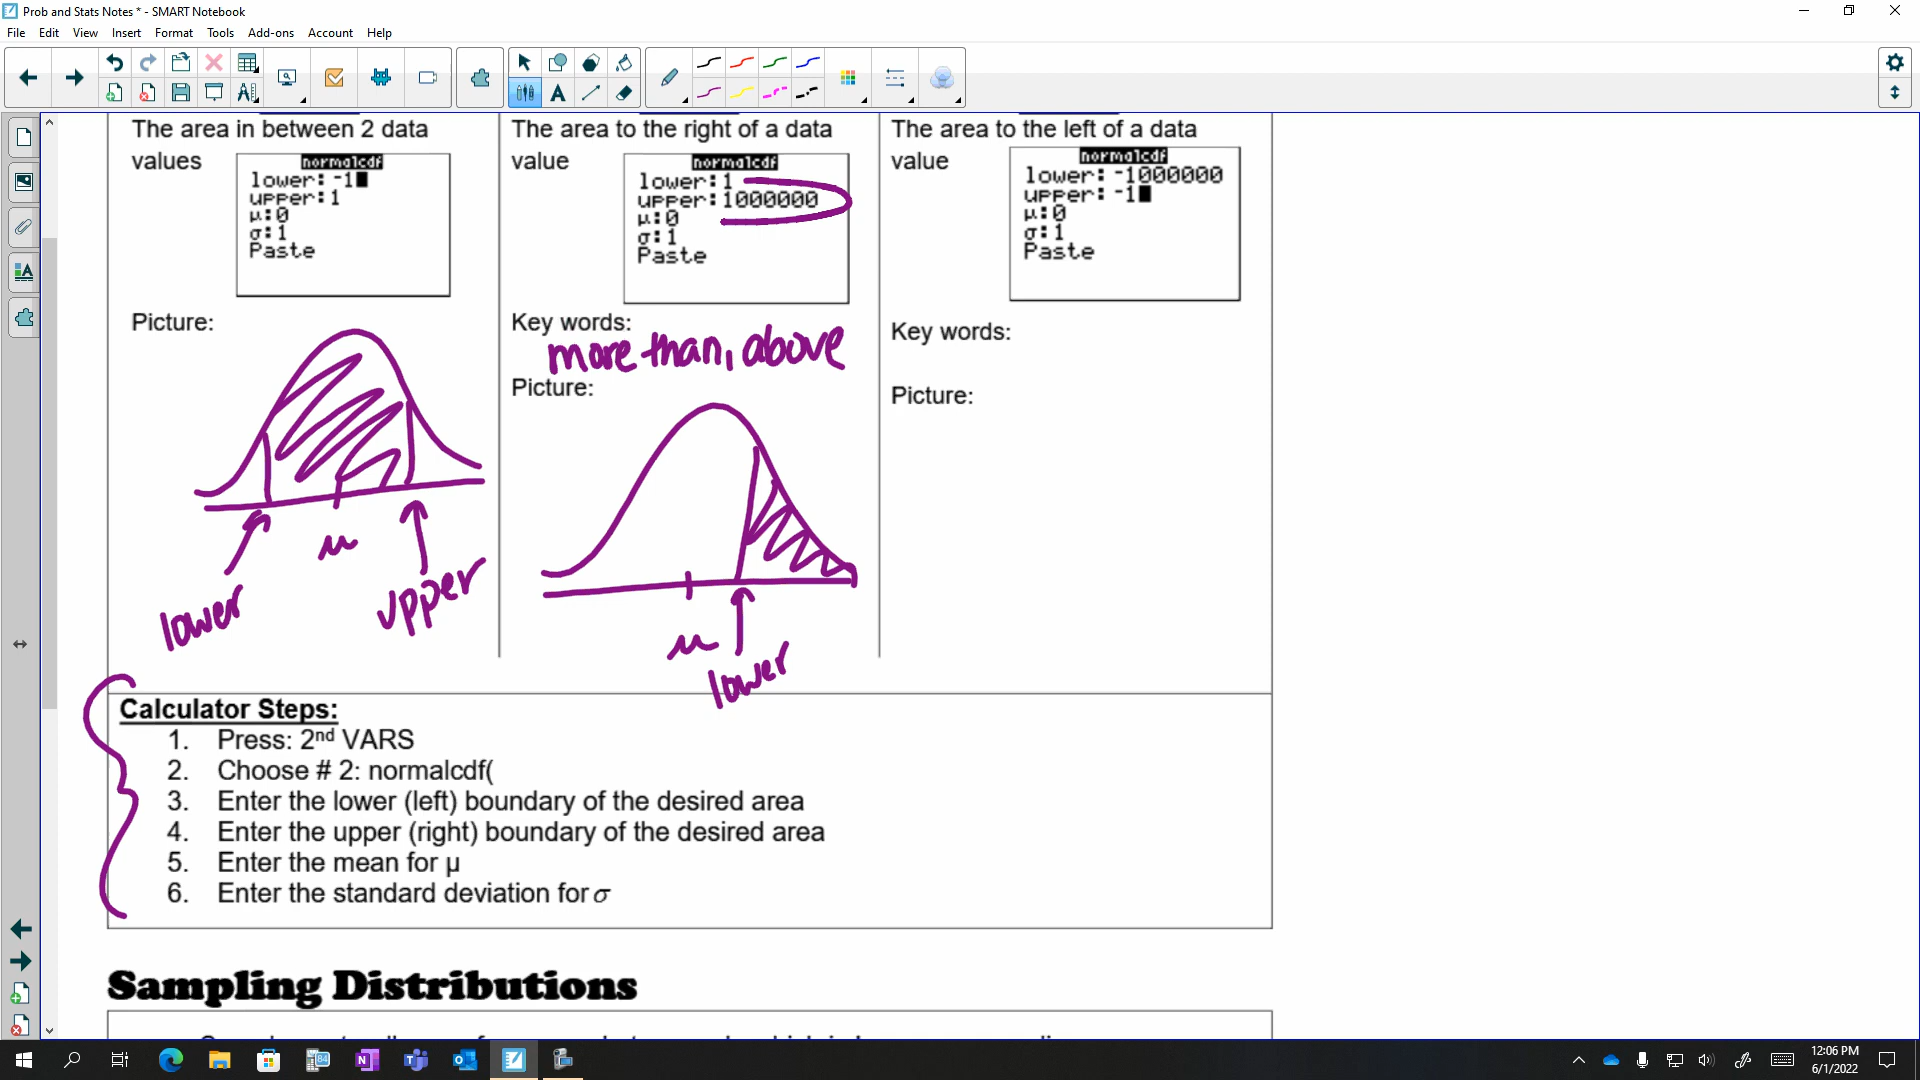 Prob and Stats Notes * - SMART Notebook
File Edit View Insert Format Tools Add-ons Account Help
The area in between 2 data
values
normalcdf
lower: -1
upper: 1
μ:0
σ:1
Paste
Picture:
μ
lower
upper
The area to the right of a data
value
normalcdf
lower:1
upper:1000000
μ:0
σ:1
Paste
Key words:
more than, above
Picture:
μ
lower
The area to the left of a data
value
normalcdf
lower: -1000000
upper: -1
μ:0
σ:1
Paste
Key words:
Picture:
Calculator Steps:
1. Press: 2nd VARS
2. Choose # 2: normalcdf(
3. Enter the lower (left) boundary of the desired area
4. Enter the upper (right) boundary of the desired area
5. Enter the mean for μ
6. Enter the standard deviation for σ
Sampling Distributions
12:06 PM
6/1/2022